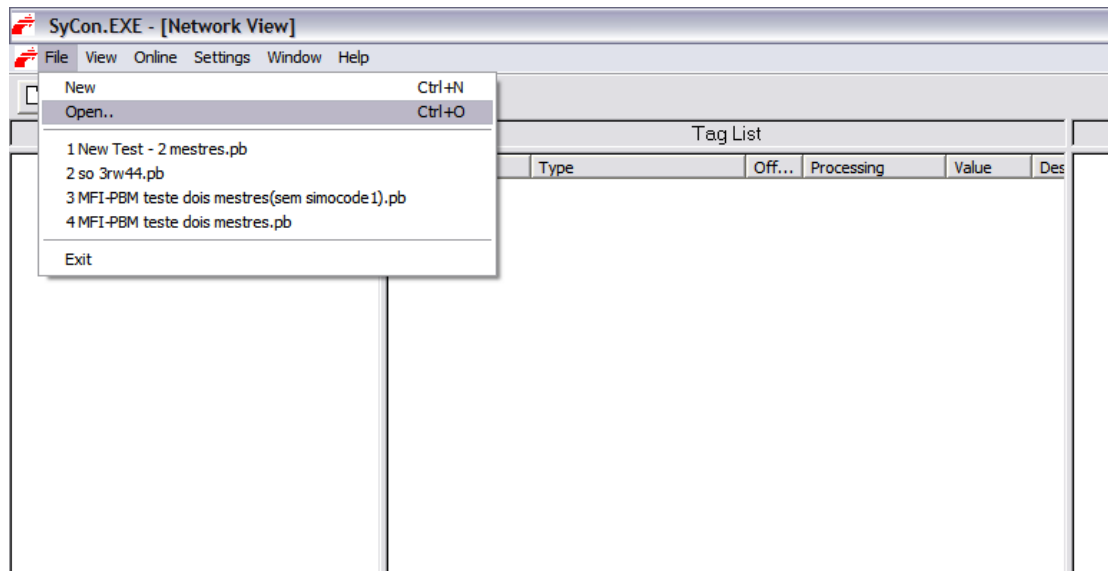 SyCon.EXE - [Network View]
File View Online Settings Window Help
New Ctrl+N
Open.. Ctrl+O
Tag List
1 New Test - 2 mestres.pb
Type Off... Processing Value Des
2 so 3rw44.pb
3 MFI-PBM teste dois mestres(sem simocode1).pb
4 MFI-PBM teste dois mestres.pb
Exit